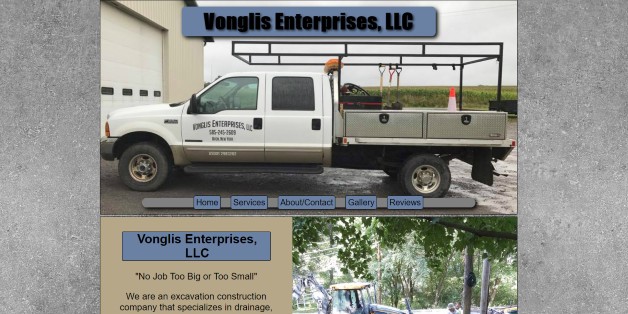 Vonglis Enterprises, LLC
VONGLIS ENTERPRISES, LLC
Home Services About/Contact Gallery Reviews
Vonglis Enterprises,
LLC
"No Job Too Big or Too Small"
We are an excavation construction
company that specializes in drainage,